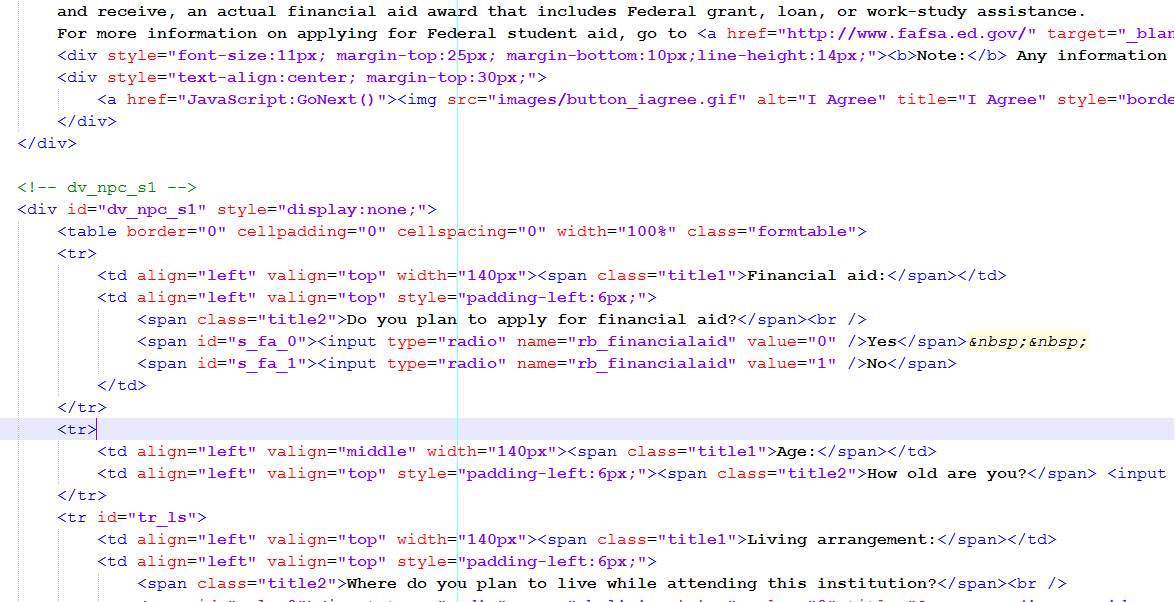 and receive, an actual financial aid award that includes Federal grant, loan, or work-study assistance.
For more information on applying for Federal student aid, go to <a href="http://www.fafsa.ed.gov/" target="_blan
<div style="font-size:11px; margin-top:25px; margin-bottom:10px;line-height:14px;"><b>Note:</b> Any information
<div style="text-align:center; margin-top:30px;">
<a href="JavaScript:GoNext()"><img src="images/button_iagree.gif" alt="I Agree" title="I Agree" style="borde
</div>
</div>
<!-- dv_npc_s1 -->
<div id="dv_npc_s1" style="display:none;">
<table border="0" cellpadding="0" cellspacing="0" width="100%" class="formtable">
<tr>
<td align="left" valign="top" width="140px"><span class="title1">Financial aid:</span></td>
<td align="left" valign="top" style="padding-left:6px;">
<span class="title2">Do you plan to apply for financial aid?</span><br />
<span id="s_fa_0"><input type="radio" name="rb_financialaid" value="0" />Yes</span>&nbsp;&nbsp;
<span id="s_fa_1"><input type="radio" name="rb_financialaid" value="1" />No</span>
</td>
</tr>
<tr>
<td align="left" valign="middle" width="140px"><span class="title1">Age:</span></td>
<td align="left" valign="top" style="padding-left:6px;"><span class="title2">How old are you?</span> <input
</tr>
<tr id="tr_ls">
<td align="left" valign="top" width="140px"><span class="title1">Living arrangement:</span></td>
<td align="left" valign="top" style="padding-left:6px;">
<span class="title2">Where do you plan to live while attending this institution?</span><br />